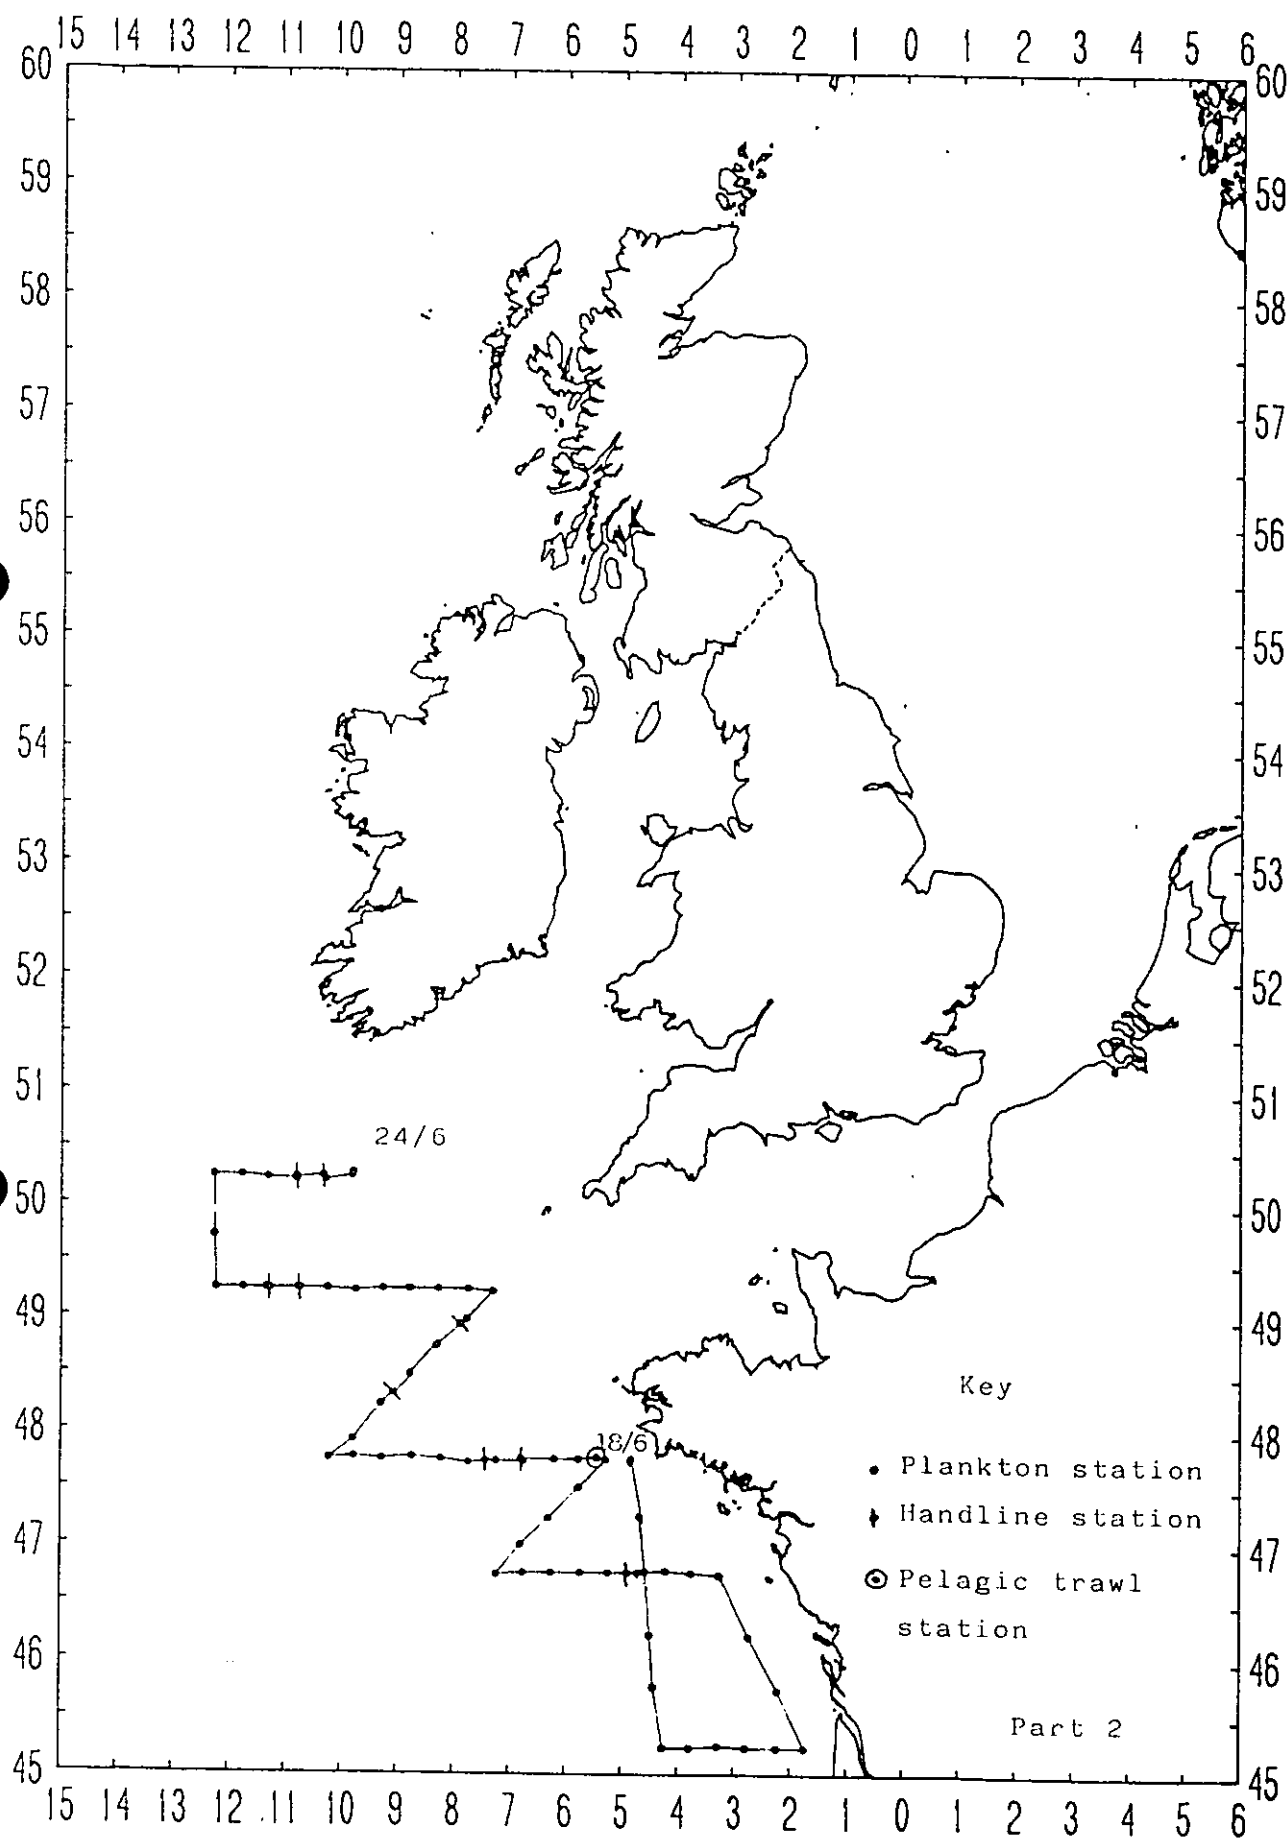 15 14 13 12 11 10 9 8 7 6 5 4 3 2 1 0 1 2 3 4 5 6
60 60
59 59
58 58
57 57
56 56
55 55
54 54
53 53
52 52
51 51
24/6
50 50
49 49
Key
48 18/6 48
Plankton station
Handline station
47 47
Pelagic trawl
station
46 46
Part 2
45 45
15 14 13 .11 10 9 8 7 6 5 4 3 2 1 0 1 2 3 4 5 6